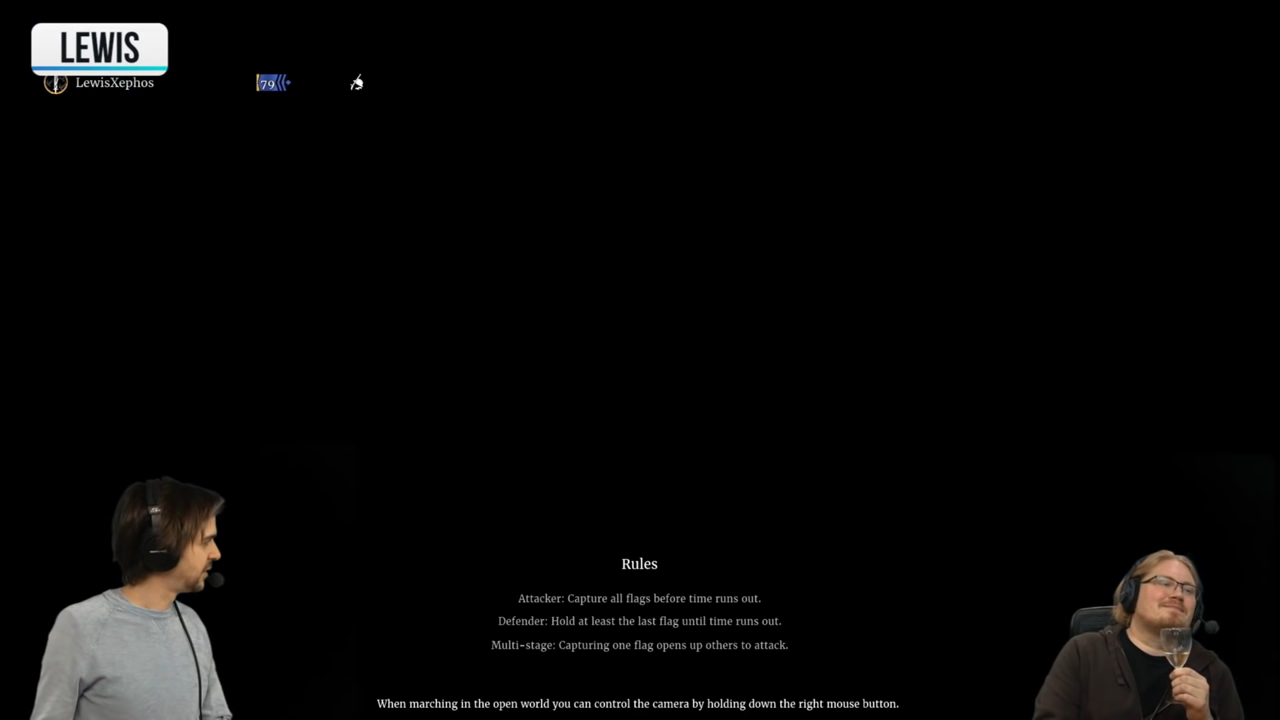 LEWIS
LewisXephos
79
Rules
Attacker: Capture all flags before time runs out.
Defender: Hold at least the last flag until time runs out.
Multi-stage: Capturing one flag opens up others to attack.
When marching in the open world you can control the camera by holding down the right mouse button.